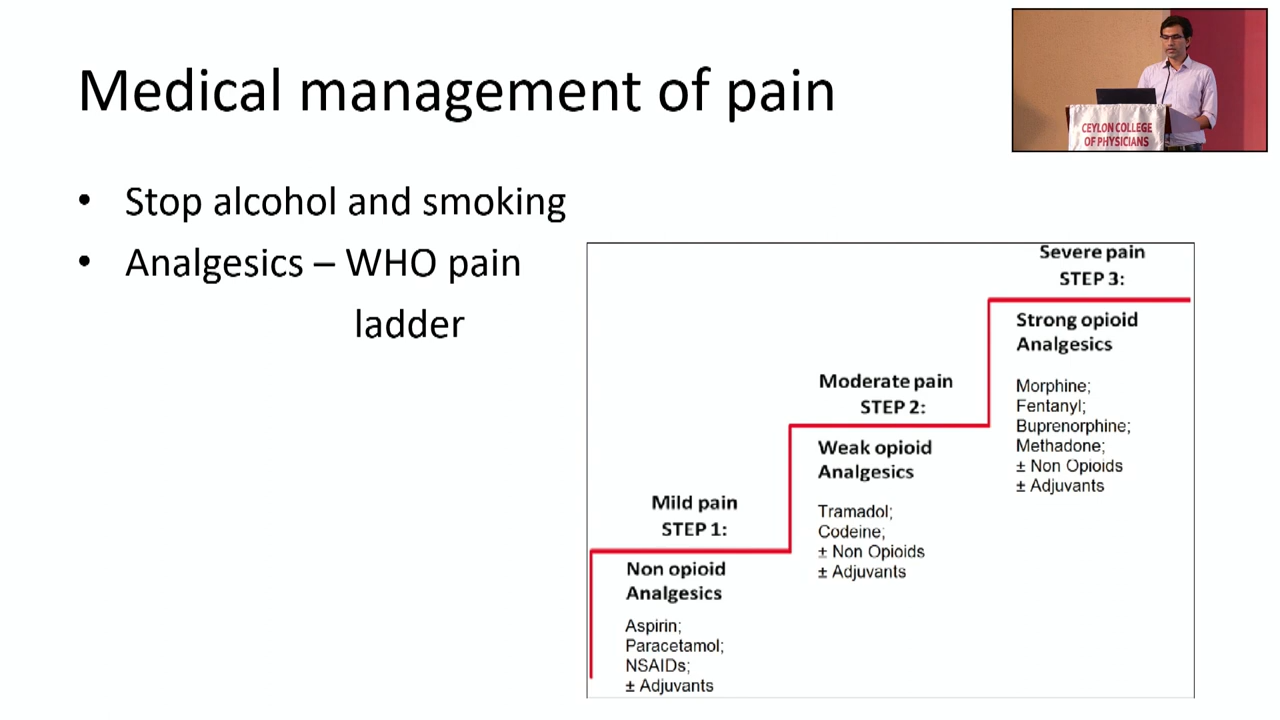 Medical management of pain
CEYLON COLLEGE
OF PHYSICIANS
• Stop alcohol and smoking
• Analgesics – WHO pain
ladder
Severe pain
STEP 3:
Strong opioid
Analgesics
Morphine;
Fentanyl;
Buprenorphine;
Methadone;
± Non Opioids
± Adjuvants
Moderate pain
STEP 2:
Weak opioid
Analgesics
Tramadol;
Codeine;
± Non Opioids
± Adjuvants
Mild pain
STEP 1:
Non opioid
Analgesics
Aspirin;
Paracetamol;
NSAIDs;
± Adjuvants